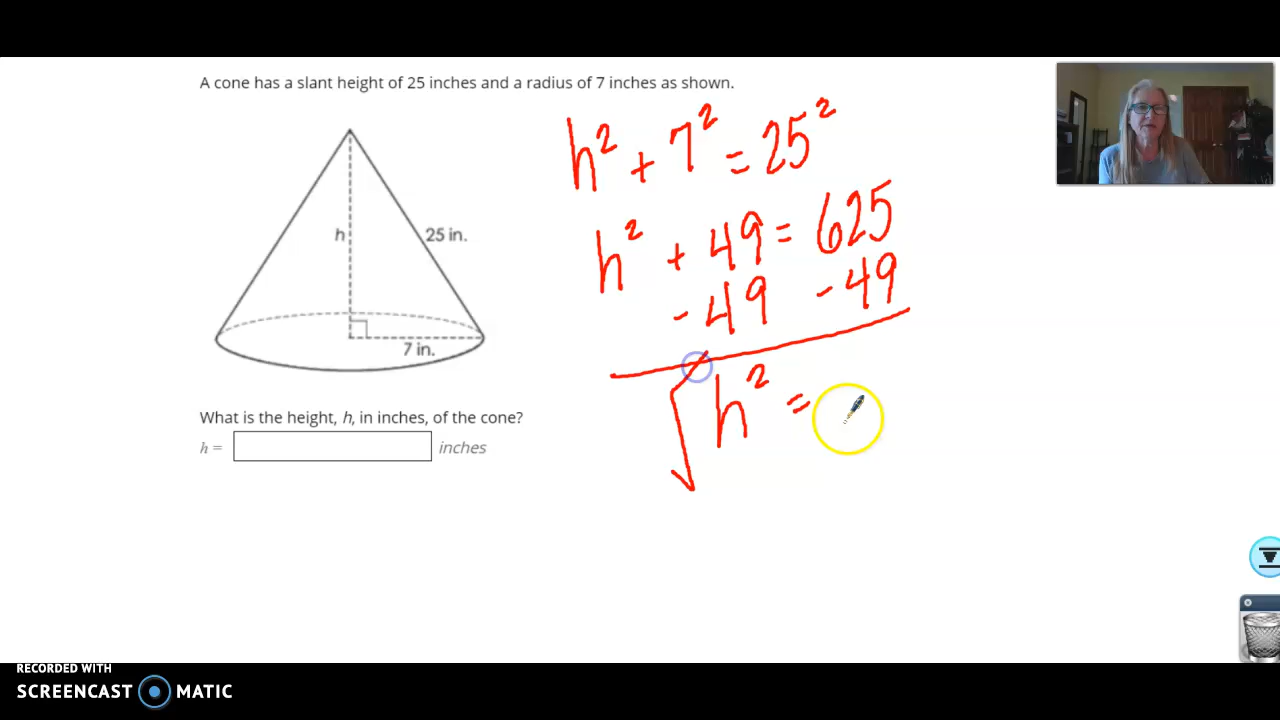 A cone has a slant height of 25 inches and a radius of 7 inches as shown.
h
25 in.
7 in.
What is the height, h, in inches, of the cone?
h = inches
h² + 7² = 25²
h² + 49 = 625
- 49 - 49
√h² =
RECORDED WITH
SCREENCAST MATIC